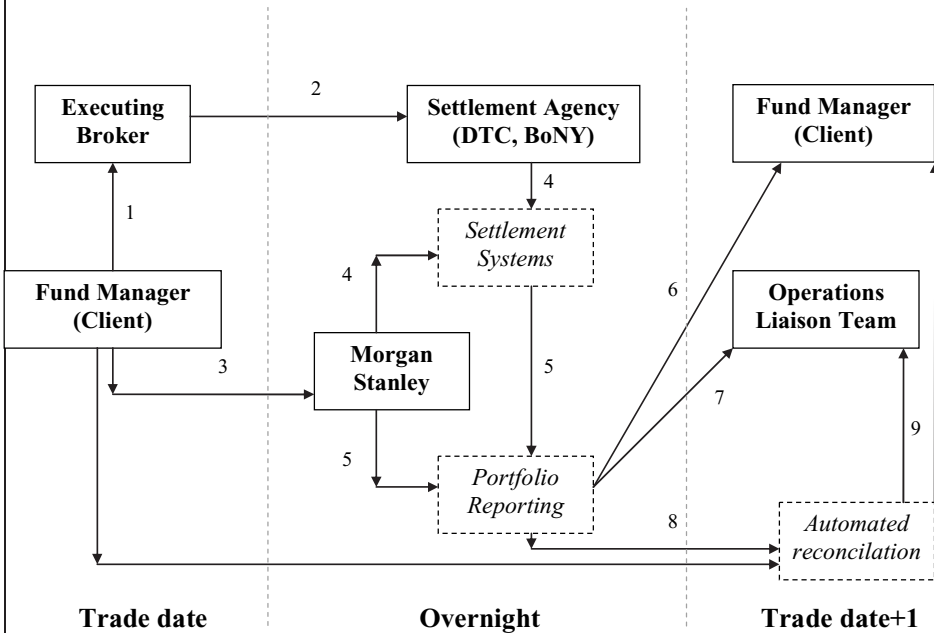 2
Executing
Broker
Settlement Agency
(DTC, BoNY)
Fund Manager
(Client)
4
1
Settlement
Systems
4
6
Fund Manager
(Client)
Operations
Liaison Team
3
Morgan
Stanley
5
7
9
5
Portfolio
Reporting
8
Automated
reconcilation
Trade date
Overnight
Trade date+1